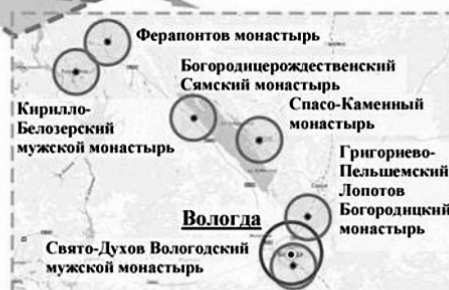 Ферапонтов монастырь
Богородицерождественский
Сямский монастырь
Спасо-Каменный
монастырь
Кирилло-
Белозерский
мужской монастырь
Григориево-
Пельшемский
Лопотов
Богородицкий
монастырь
Вологда
Свято-Духов Вологодский
мужской монастырь